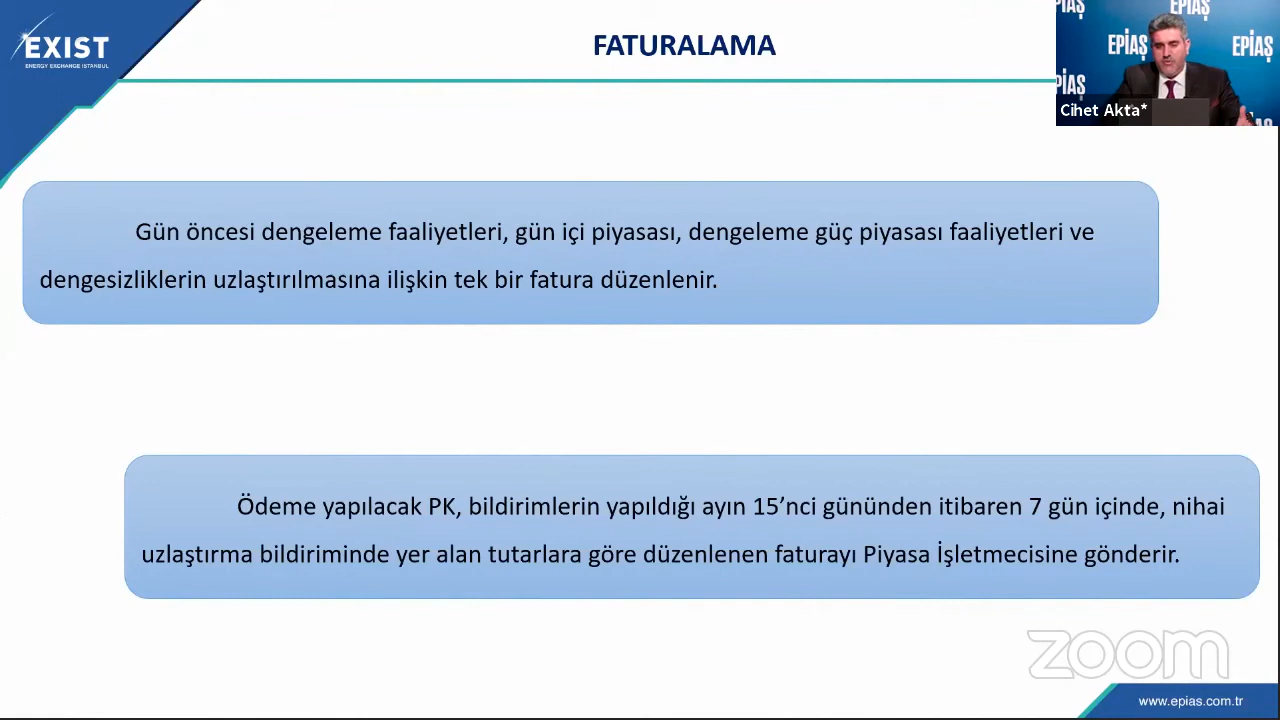 EXIST
ENERGY EXCHANGE ISTANBUL
FATURALAMA
EPİAŞ
EPİAŞ
EPİAŞ
Cihet Akta*
Gün öncesi dengeleme faaliyetleri, gün içi piyasası, dengeleme güç piyasası faaliyetleri ve
dengesizliklerin uzlaştırılmasına ilişkin tek bir fatura düzenlenir.
Ödeme yapılacak PK, bildirimlerin yapıldığı ayın 15’nci gününden itibaren 7 gün içinde, nihai
uzlaştırma bildiriminde yer alan tutarlara göre düzenlenen faturayı Piyasa İşletmecisine gönderir.
zoom
www.epias.com.tr